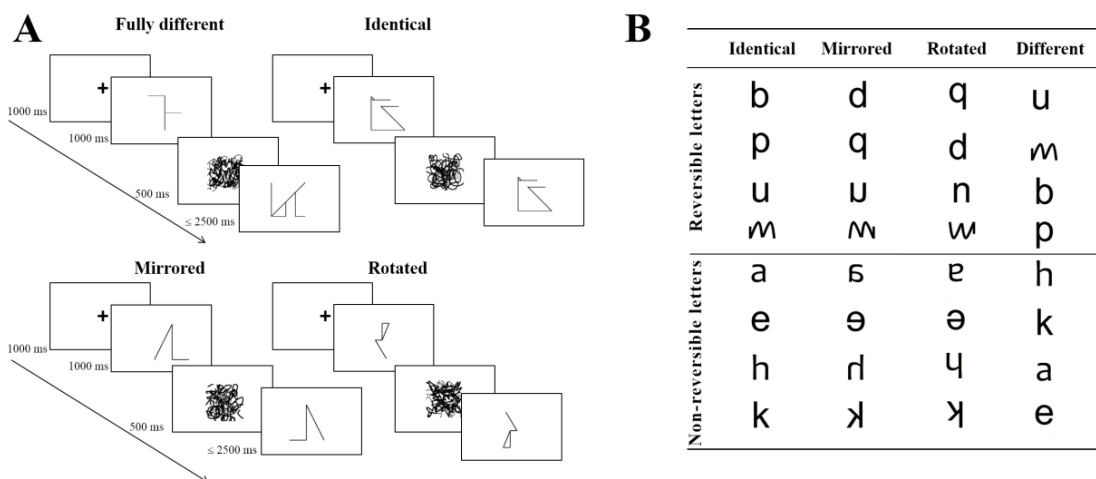 A
Fully different
Identical
1000 ms
1000 ms
500 ms
≤ 2500 ms
Mirrored
Rotated
1000 ms
1000 ms
500 ms
≤ 2500 ms
B
Identical Mirrored Rotated Different
Reversible letters
b d q u
p q d m
u n b
m w p
Non-reversible letters
a ɐ h
e ɘ ə k
h ɥ a
k ʞ e